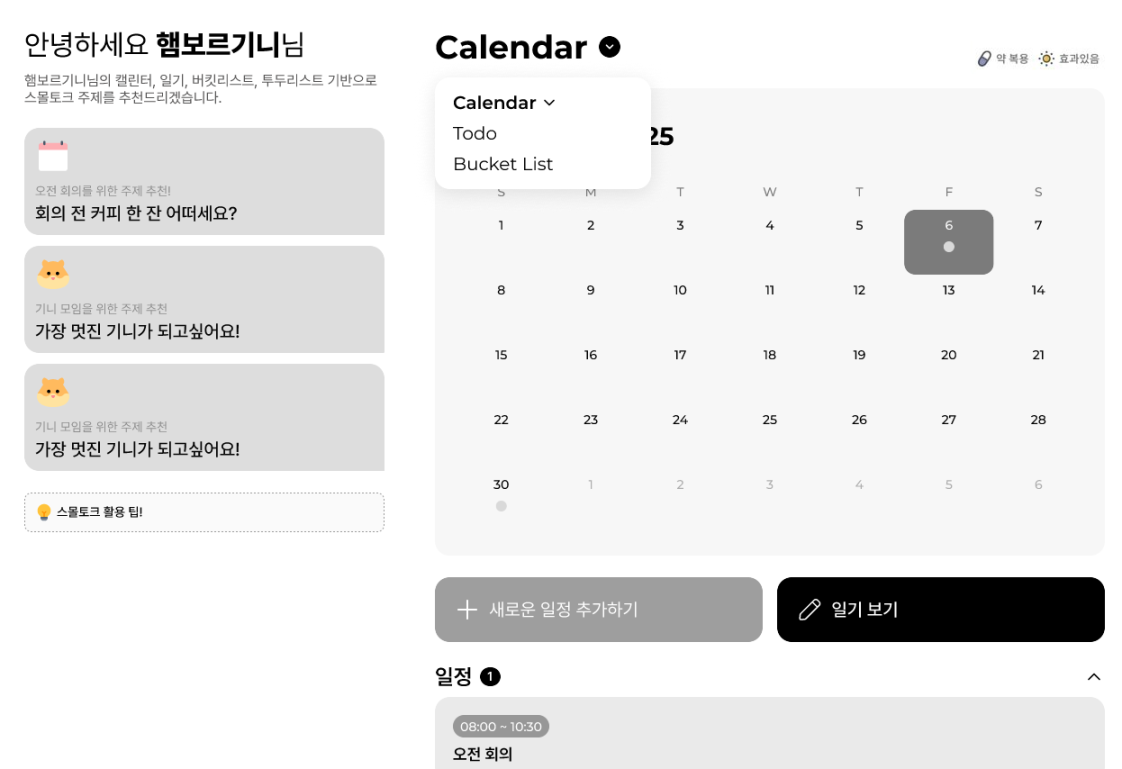 안녕하세요 햄보르기니님
햄보르기니님의 캘린터, 일기, 버킷리스트, 투두리스트 기반으로
스몰토크 주제를 추천드리겠습니다.
오전 회의를 위한 주제 추천!
회의 전 커피 한 잔 어떠세요?
기니 모임을 위한 주제 추천
가장 멋진 기니가 되고싶어요!
기니 모임을 위한 주제 추천
가장 멋진 기니가 되고싶어요!
스몰토크 활용 팁!
Calendar
약 복용 효과있음
Calendar
Todo
Bucket List
25
S M T W T F S
1 2 3 4 5 6 7
8 9 10 11 12 13 14
15 16 17 18 19 20 21
22 23 24 25 26 27 28
30 1 2 3 4 5 6
새로운 일정 추가하기
일기 보기
일정 1
08:00 ~ 10:30
오전 회의